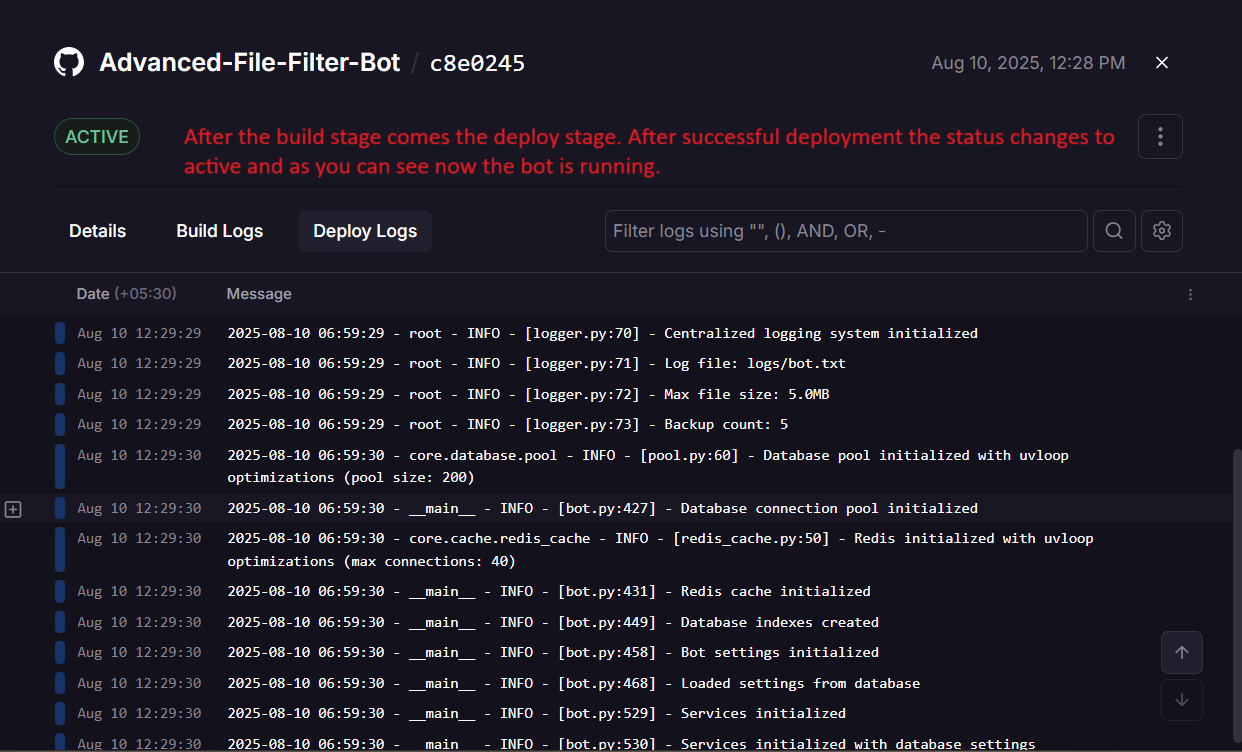 Advanced-File-Filter-Bot / c8e0245
Aug 10, 2025, 12:28 PM
ACTIVE
After the build stage comes the deploy stage. After successful deployment the status changes to
active and as you can see now the bot is running.
Details Build Logs Deploy Logs
Filter logs using "", (), AND, OR, -
Date (+05:30) Message
Aug 10 12:29:29 2025-08-10 06:59:29 - root - INFO - [logger.py:70] - Centralized logging system initialized
Aug 10 12:29:29 2025-08-10 06:59:29 - root - INFO - [logger.py:71] - Log file: logs/bot.txt
Aug 10 12:29:29 2025-08-10 06:59:29 - root - INFO - [logger.py:72] - Max file size: 5.0MB
Aug 10 12:29:29 2025-08-10 06:59:29 - root - INFO - [logger.py:73] - Backup count: 5
Aug 10 12:29:30 2025-08-10 06:59:30 - core.database.pool - INFO - [pool.py:60] - Database pool initialized with uvloop
optimizations (pool size: 200)
Aug 10 12:29:30 2025-08-10 06:59:30 - __main__ - INFO - [bot.py:427] - Database connection pool initialized
Aug 10 12:29:30 2025-08-10 06:59:30 - core.cache.redis_cache - INFO - [redis_cache.py:50] - Redis initialized with uvloop
optimizations (max connections: 40)
Aug 10 12:29:30 2025-08-10 06:59:30 - __main__ - INFO - [bot.py:431] - Redis cache initialized
Aug 10 12:29:30 2025-08-10 06:59:30 - __main__ - INFO - [bot.py:449] - Database indexes created
Aug 10 12:29:30 2025-08-10 06:59:30 - __main__ - INFO - [bot.py:458] - Bot settings initialized
Aug 10 12:29:30 2025-08-10 06:59:30 - __main__ - INFO - [bot.py:468] - Loaded settings from database
Aug 10 12:29:30 2025-08-10 06:59:30 - __main__ - INFO - [bot.py:529] - Services initialized
Aug 10 12:29:30 2025-08-10 06:59:30 - __main__ - INFO - [bot.py:530] - Services initialized with database settings